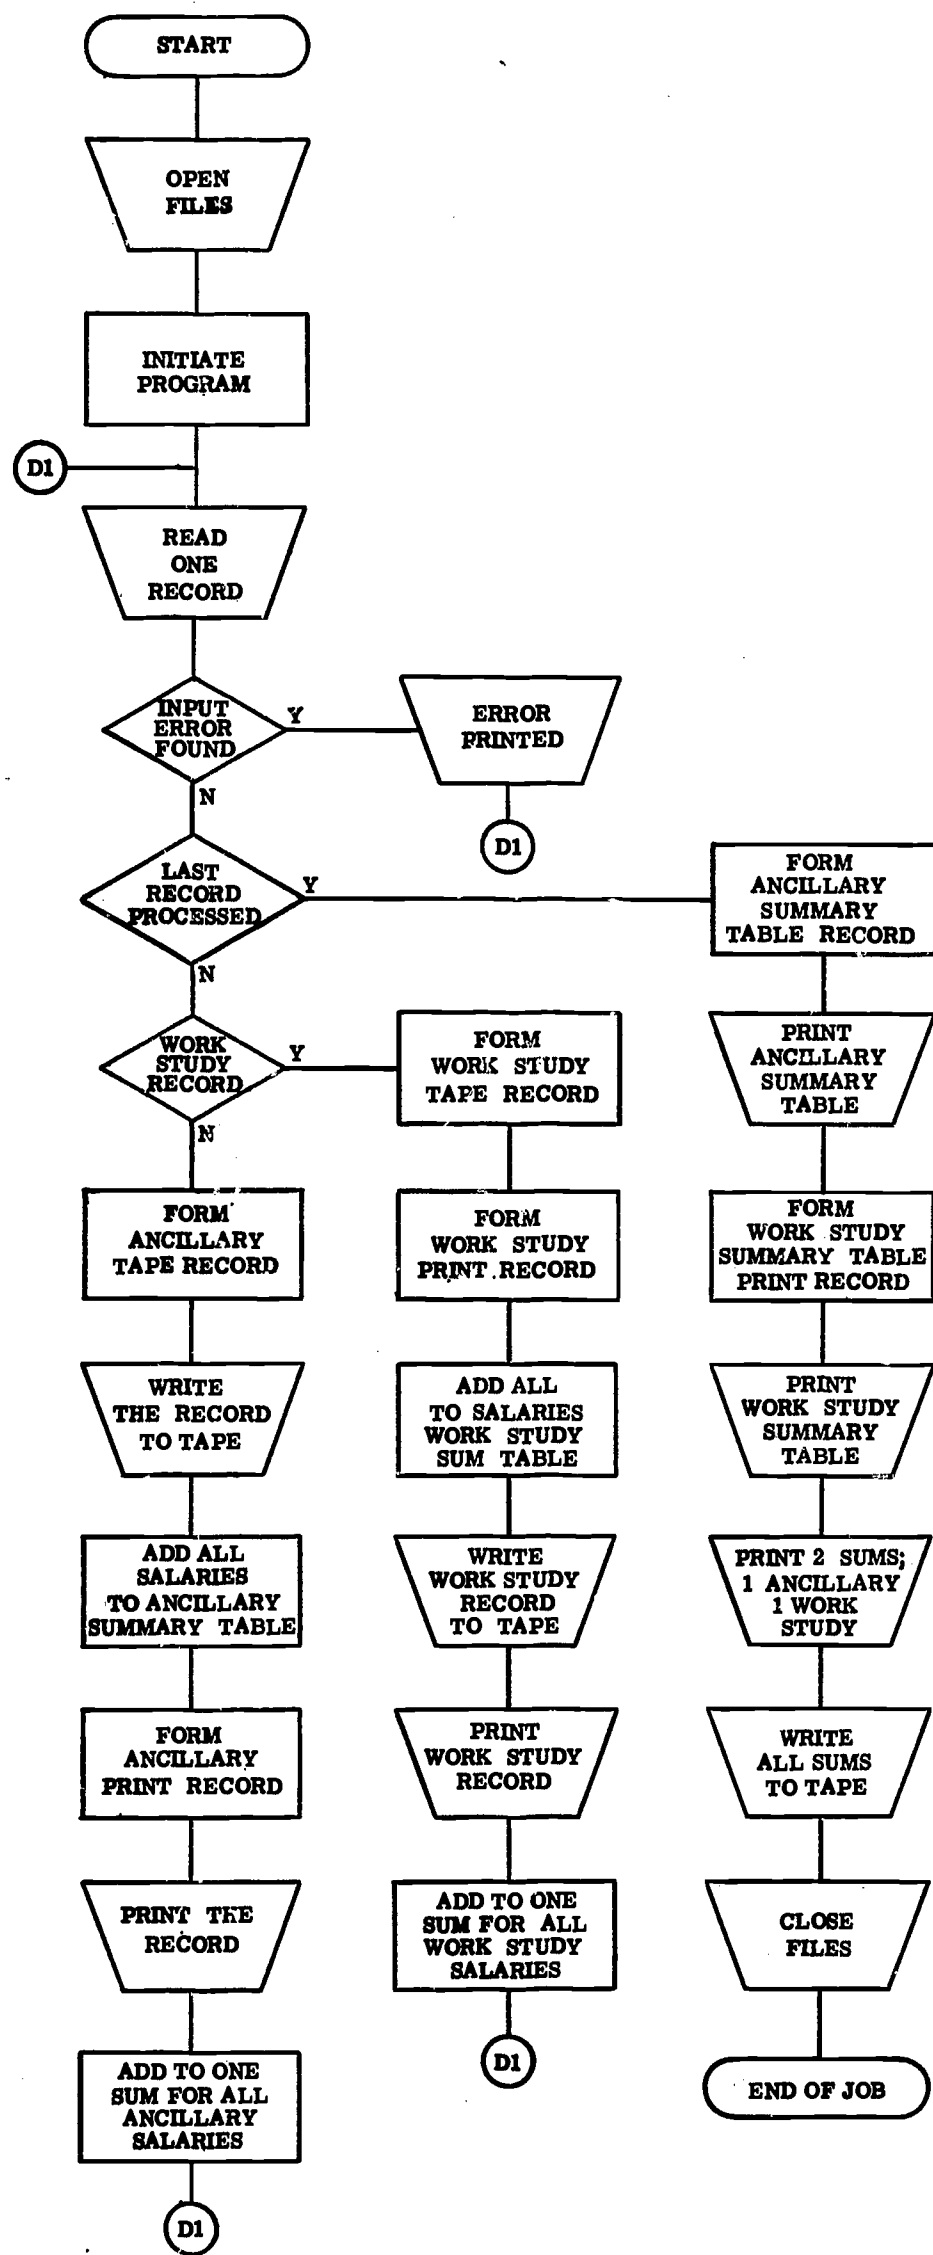 START
OPEN
FILES
INITIATE
PROGRAM
D1
READ
ONE
RECORD
INPUT
ERROR
FOUND
Y
N
ERROR
PRINTED
D1
LAST
RECORD
PROCESSED
Y
N
WORK
STUDY
RECORD
Y
N
FORM
ANCILLARY
TAPE RECORD
WRITE
THE RECORD
TO TAPE
ADD ALL
SALARIES
TO ANCILLARY
SUMMARY TABLE
FORM
ANCILLARY
PRINT RECORD
PRINT THE
RECORD
ADD TO ONE
SUM FOR ALL
ANCILLARY
SALARIES
D1
FORM
WORK STUDY
TAPE RECORD
FORM
WORK STUDY
PRINT RECORD
ADD ALL
TO SALARIES
WORK STUDY
SUM TABLE
WRITE
WORK STUDY
RECORD
TO TAPE
PRINT
WORK STUDY
RECORD
ADD TO ONE
SUM FOR ALL
WORK STUDY
SALARIES
D1
FORM
ANCILLARY
SUMMARY
TABLE RECORD
PRINT
ANCILLARY
SUMMARY
TABLE
FORM
WORK STUDY
SUMMARY TABLE
PRINT RECORD
PRINT
WORK STUDY
SUMMARY
TABLE
PRINT 2 SUMS;
1 ANCILLARY
1 WORK
STUDY
WRITE
ALL SUMS
TO TAPE
CLOSE
FILES
END OF JOB